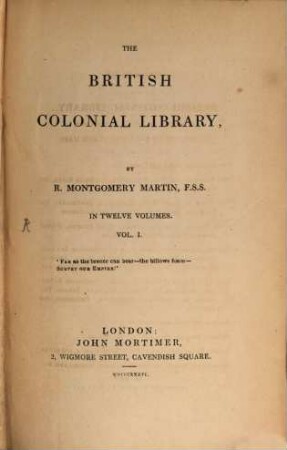 THE
BRITISH
COLONIAL LIBRARY,
BY
R. MONTGOMERY MARTIN, F.S.S.
IN TWELVE VOLUMES.
VOL. I.
"Far as the breeze can bear—the billows foam—
Survey our Empire!"
LONDON:
JOHN MORTIMER,
2, WIGMORE STREET, CAVENDISH SQUARE.
MDCCCXXXVI.